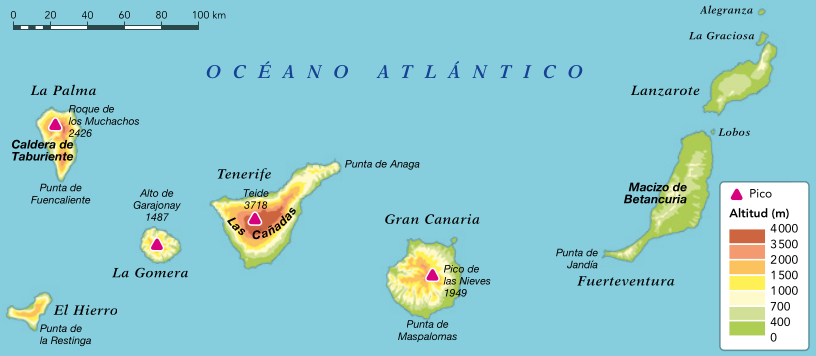 0 20 40 60 80 100 km
Alegranza
La Graciosa
OCÉANO ATLÁNTICO
La Palma
Lanzarote
Roque de
los Muchachos
2426
Caldera de
Taburiente
Lobos
Punta de Anaga
Tenerife
Punta de
Fuencaliente
Alto de
Garajonay
1487
Teide
3718
Las Cañadas
Macizo de
Betancuria
Gran Canaria
Punta de
Jandía
Fuerteventura
La Gomera
Pico de
las Nieves
1949
El Hierro
Punta de
la Restinga
Punta de
Maspalomas
Pico
Altitud (m)
4 000
3 500
2 000
1 500
1 000
700
400
0